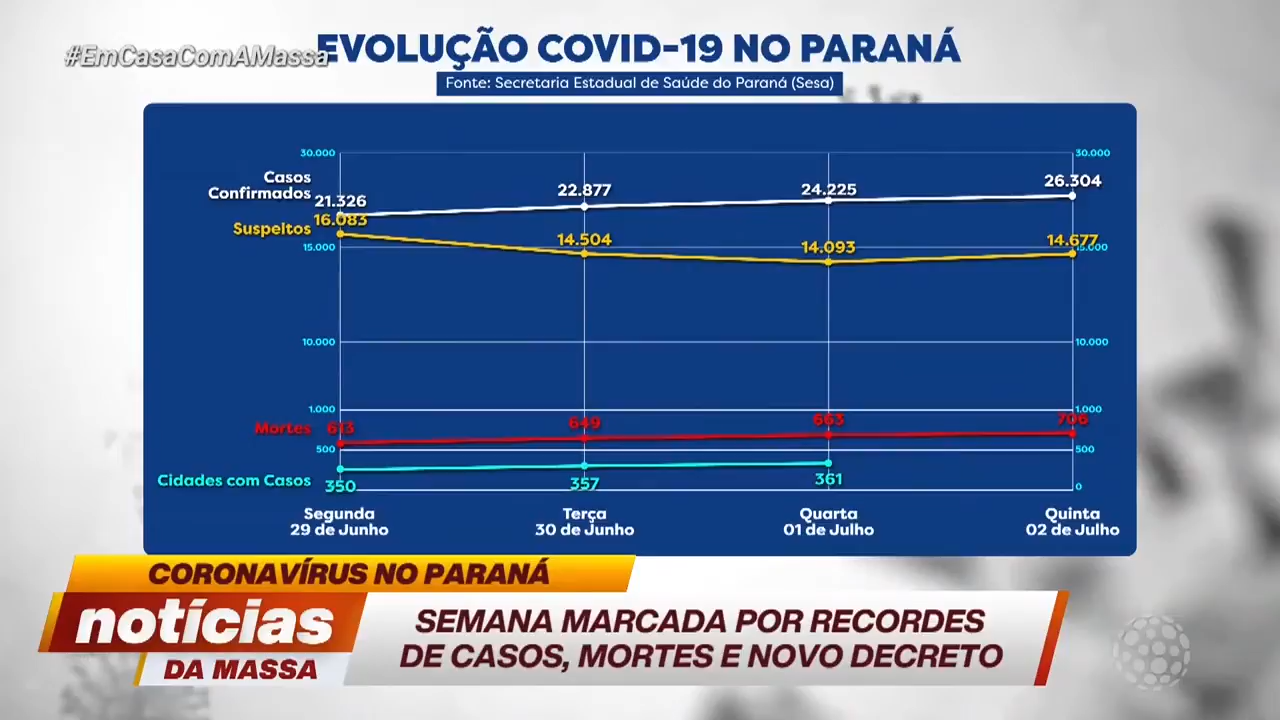 #EmCasaComAMassa
EVOLUÇÃO COVID-19 NO PARANÁ
Fonte: Secretaria Estadual de Saúde do Paraná (Sesa)
30.000
30.000
Casos
Confirmados
21.326
22.877
24.225
26.304
Suspeitos
16.083
14.504
14.093
14.677
15.000
15.000
10.000
10.000
1.000
1.000
Mortes
613
649
663
706
500
500
Cidades com Casos
350
357
361
0
Segunda
29 de Junho
Terça
30 de Junho
Quarta
01 de Julho
Quinta
02 de Julho
CORONAVÍRUS NO PARANÁ
notícias
DA MASSA
SEMANA MARCADA POR RECORDES
DE CASOS, MORTES E NOVO DECRETO